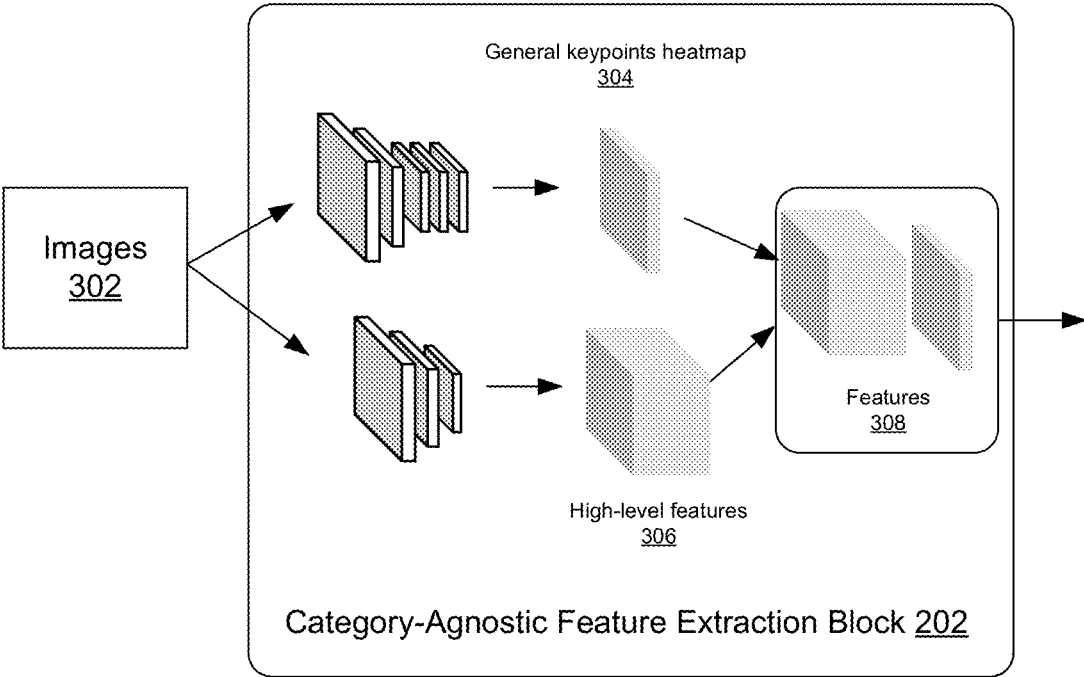 General keypoints heatmap
304
Images
302
Features
308
High-level features
306
Category-Agnostic Feature Extraction Block 202